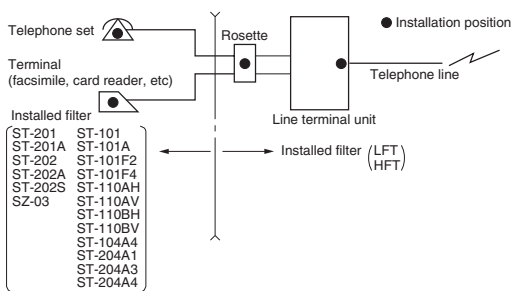 Telephone set
Rosette
Installation position
Terminal
(facsimile, card reader, etc)
Telephone line
Line terminal unit
Installed filter
ST-201 ST-101
ST-201A ST-101A
ST-202 ST-101F2
ST-202A ST-101F4
ST-202S ST-110AH
SZ-03 ST-110AV
ST-110BH
ST-110BV
ST-104A4
ST-204A1
ST-204A3
ST-204A4
Installed filter (LFT
HFT)